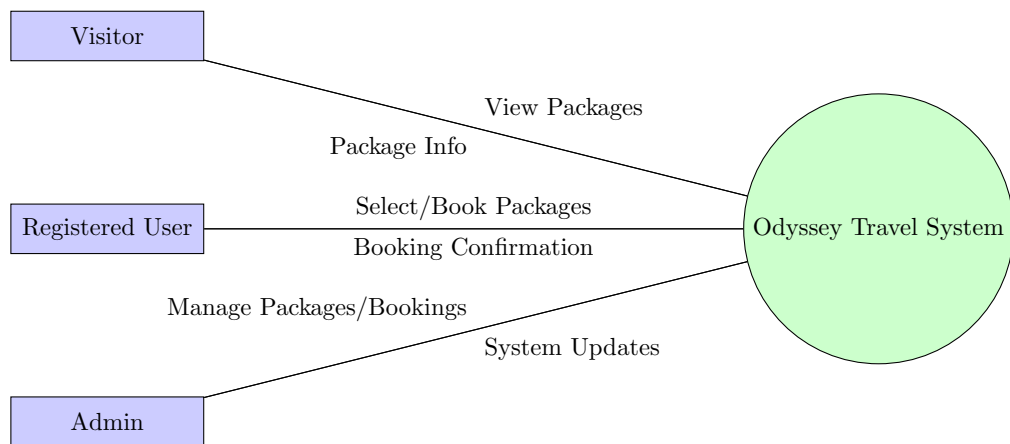 Visitor
View Packages
Package Info
Select/Book Packages
Registered User
Odyssey Travel System
Booking Confirmation
Manage Packages/Bookings
System Updates
Admin